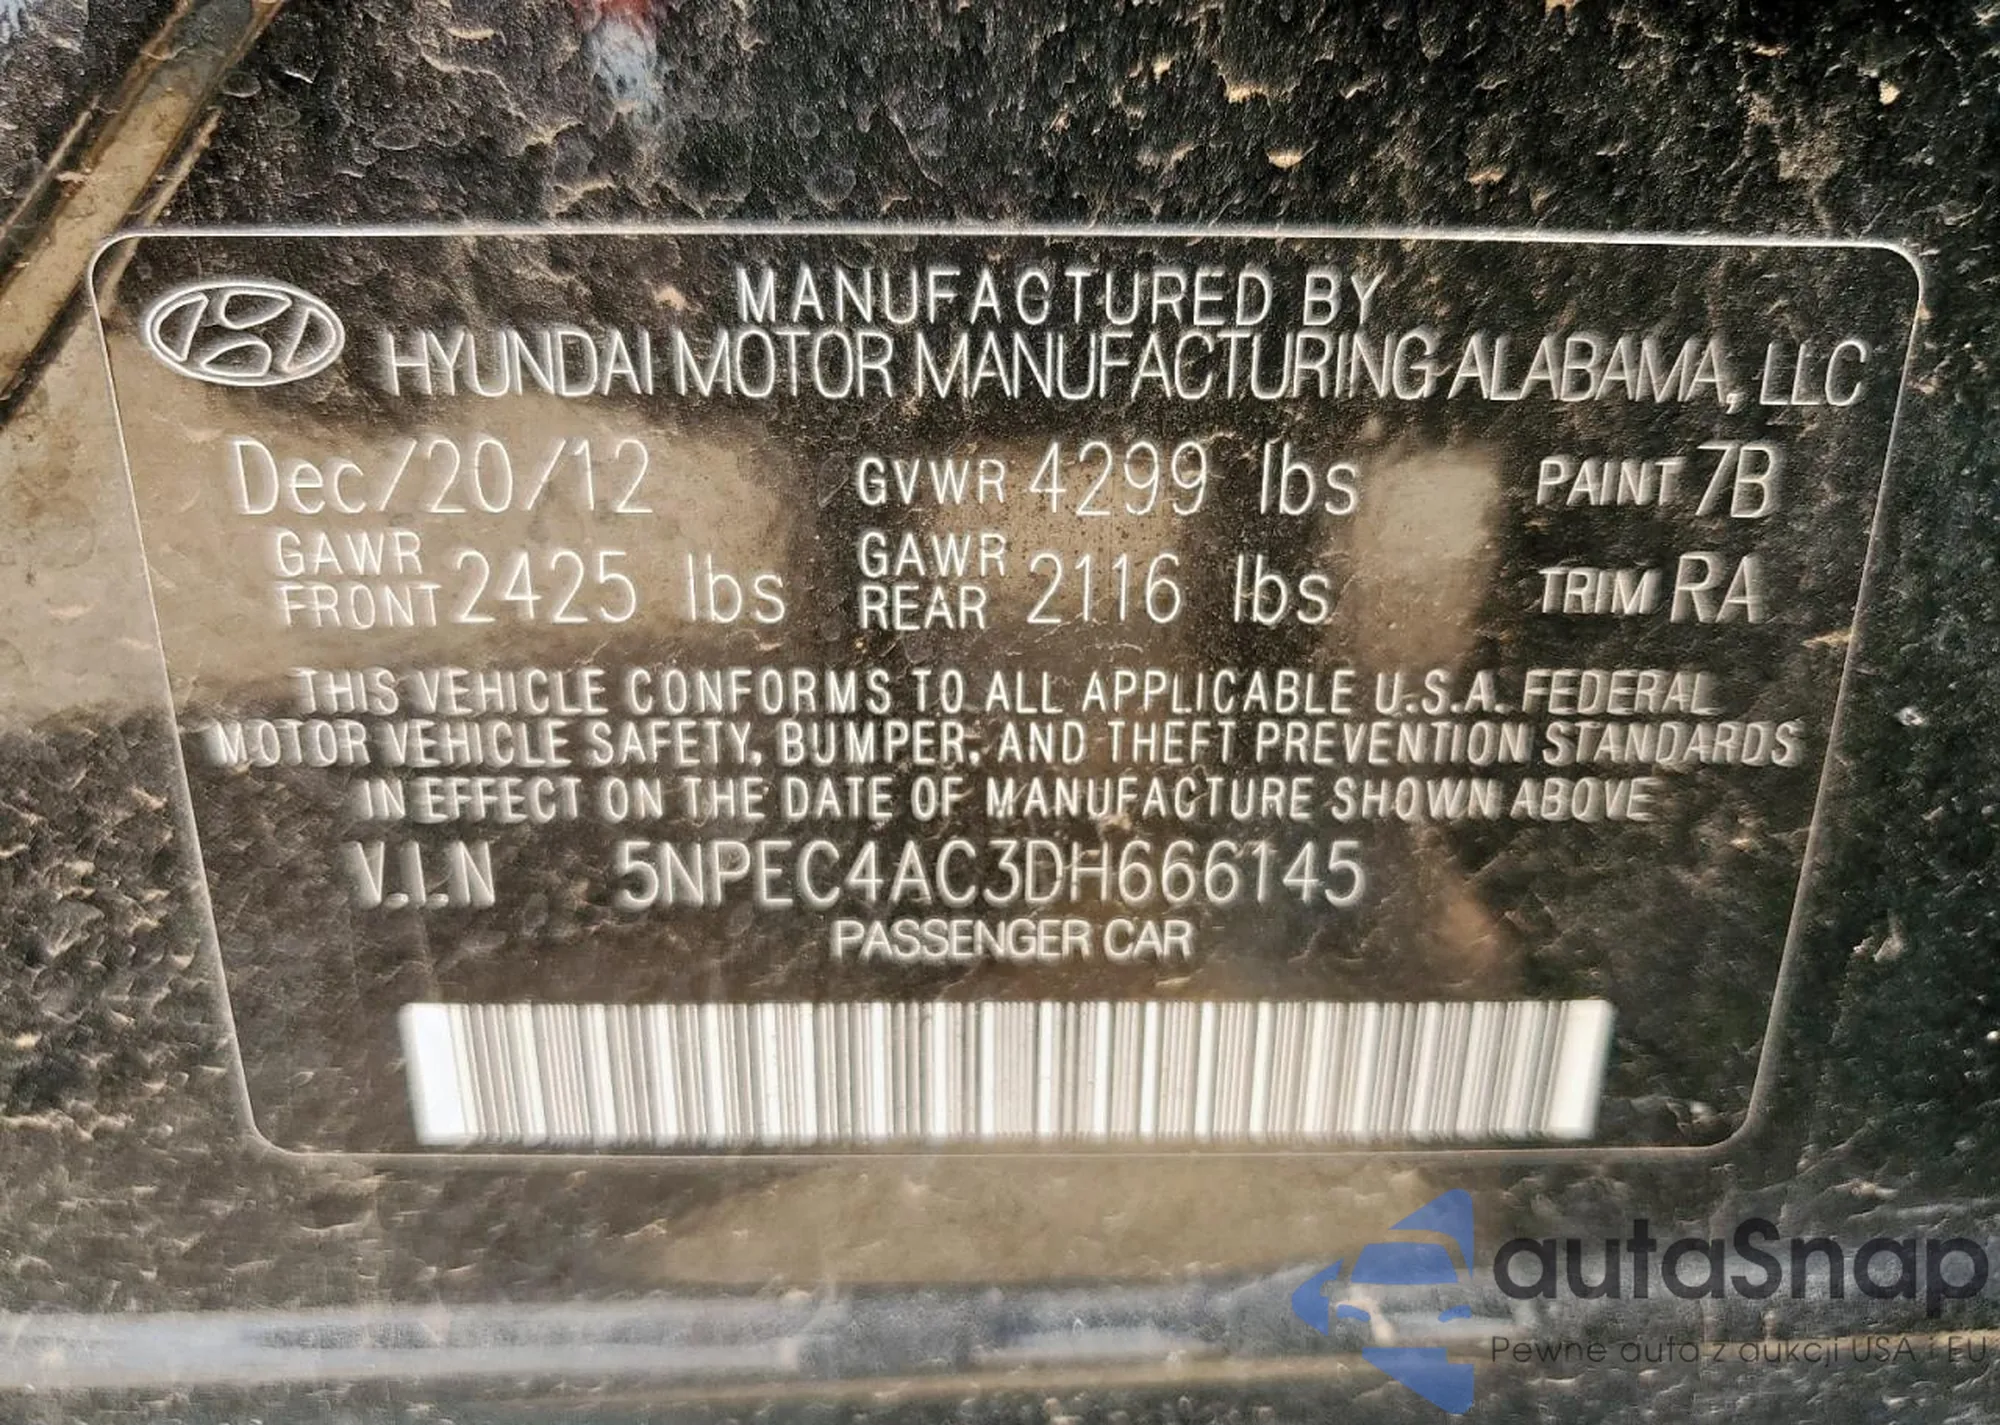 MANUFACTURED BY
HYUNDAI MOTOR MANUFACTURING ALABAMA, LLC
Dec/20/12 GVWR 4299 lbs PAINT 7B
GAWR FRONT 2425 lbs GAWR REAR 2116 lbs TRIM RA
THIS VEHICLE CONFORMS TO ALL APPLICABLE U.S.A. FEDERAL
MOTOR VEHICLE SAFETY, BUMPER, AND THEFT PREVENTION STANDARDS
IN EFFECT ON THE DATE OF MANUFACTURE SHOWN ABOVE
V.I.N 5NPEC4AC3DH666145
PASSENGER CAR
autaSnap
Pewne auta z aukcji USA i EU